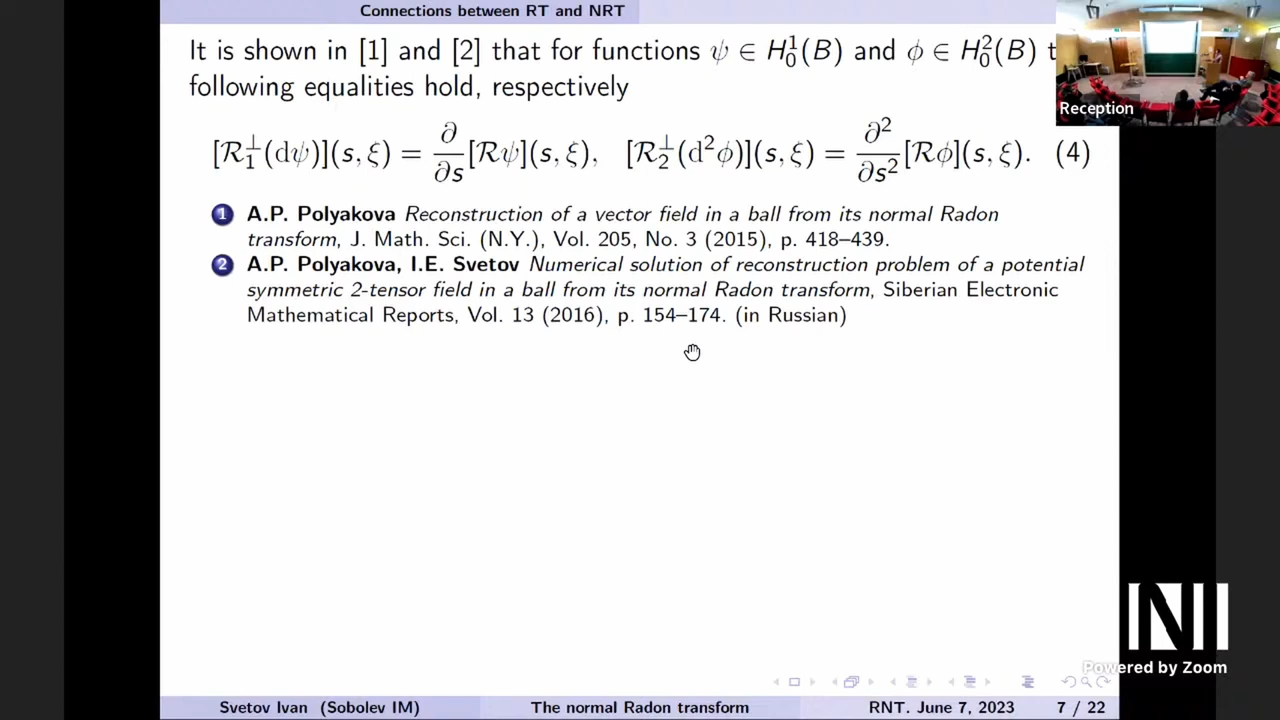 Connections between RT and NRT
It is shown in [1] and [2] that for functions ψ ∈ H₀¹(B) and ϕ ∈ H₀²(B) t
following equalities hold, respectively
[ℛ₁^⊥(dψ)](s, ξ) = ∂/∂s [ℛψ](s, ξ), [ℛ₂^⊥(d²ϕ)](s, ξ) = ∂²/∂s² [ℛϕ](s, ξ). (4)
1 A.P. Polyakova Reconstruction of a vector field in a ball from its normal Radon
transform, J. Math. Sci. (N.Y.), Vol. 205, No. 3 (2015), p. 418–439.
2 A.P. Polyakova, I.E. Svetov Numerical solution of reconstruction problem of a potential
symmetric 2-tensor field in a ball from its normal Radon transform, Siberian Electronic
Mathematical Reports, Vol. 13 (2016), p. 154–174. (in Russian)
Reception
NI
Powered by Zoom
Svetov Ivan (Sobolev IM) The normal Radon transform RNT. June 7, 2023 7 / 22